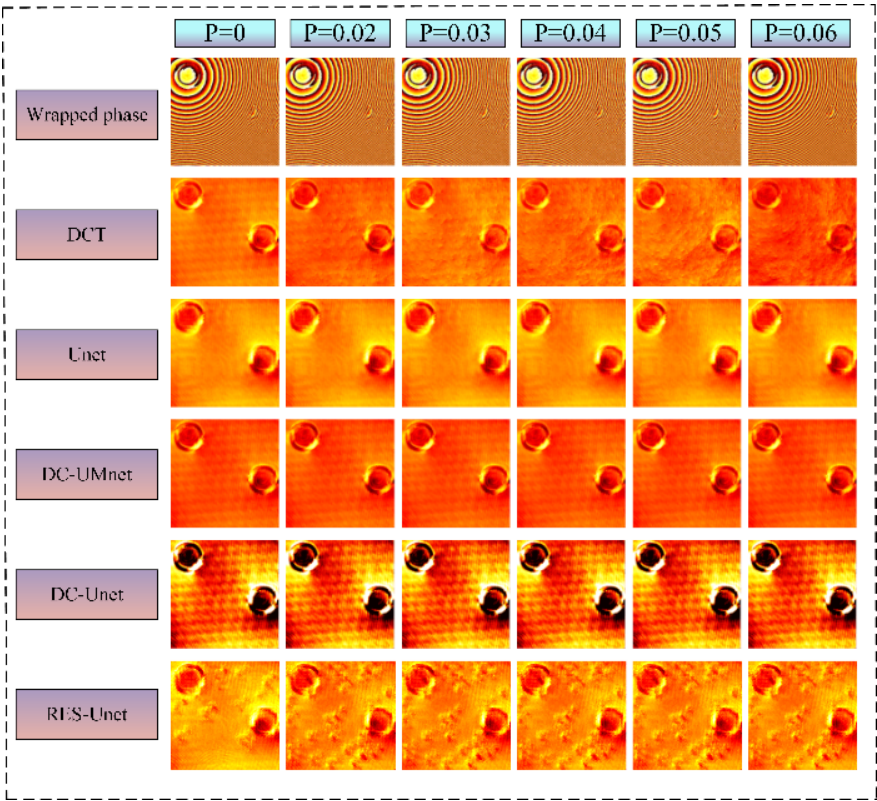 P=0 P=0.02 P=0.03 P=0.04 P=0.05 P=0.06
Wrapped phase
DCT
Unet
DC-UMnet
DC-Unet
RES-Unet